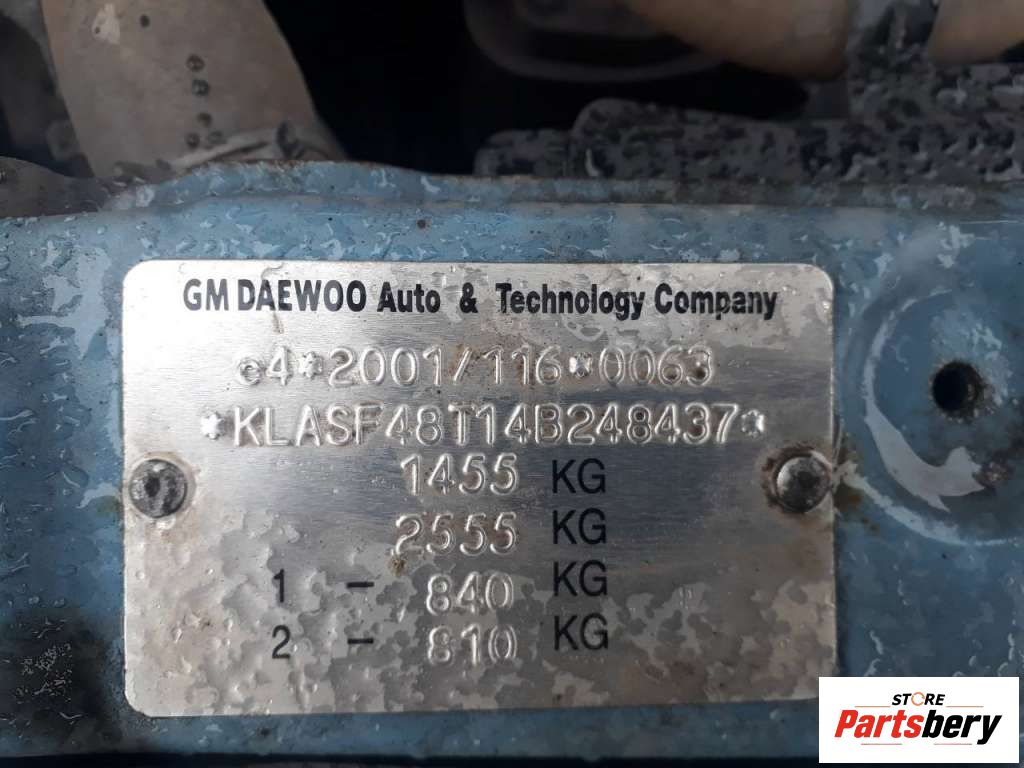 GM DAEWOO Auto & Technology Company
e4*2001/116*0063
*KLASF48T14B248437*
1455 KG
2555 KG
1 - 840 KG
2 - 810 KG
STORE
Partsbery